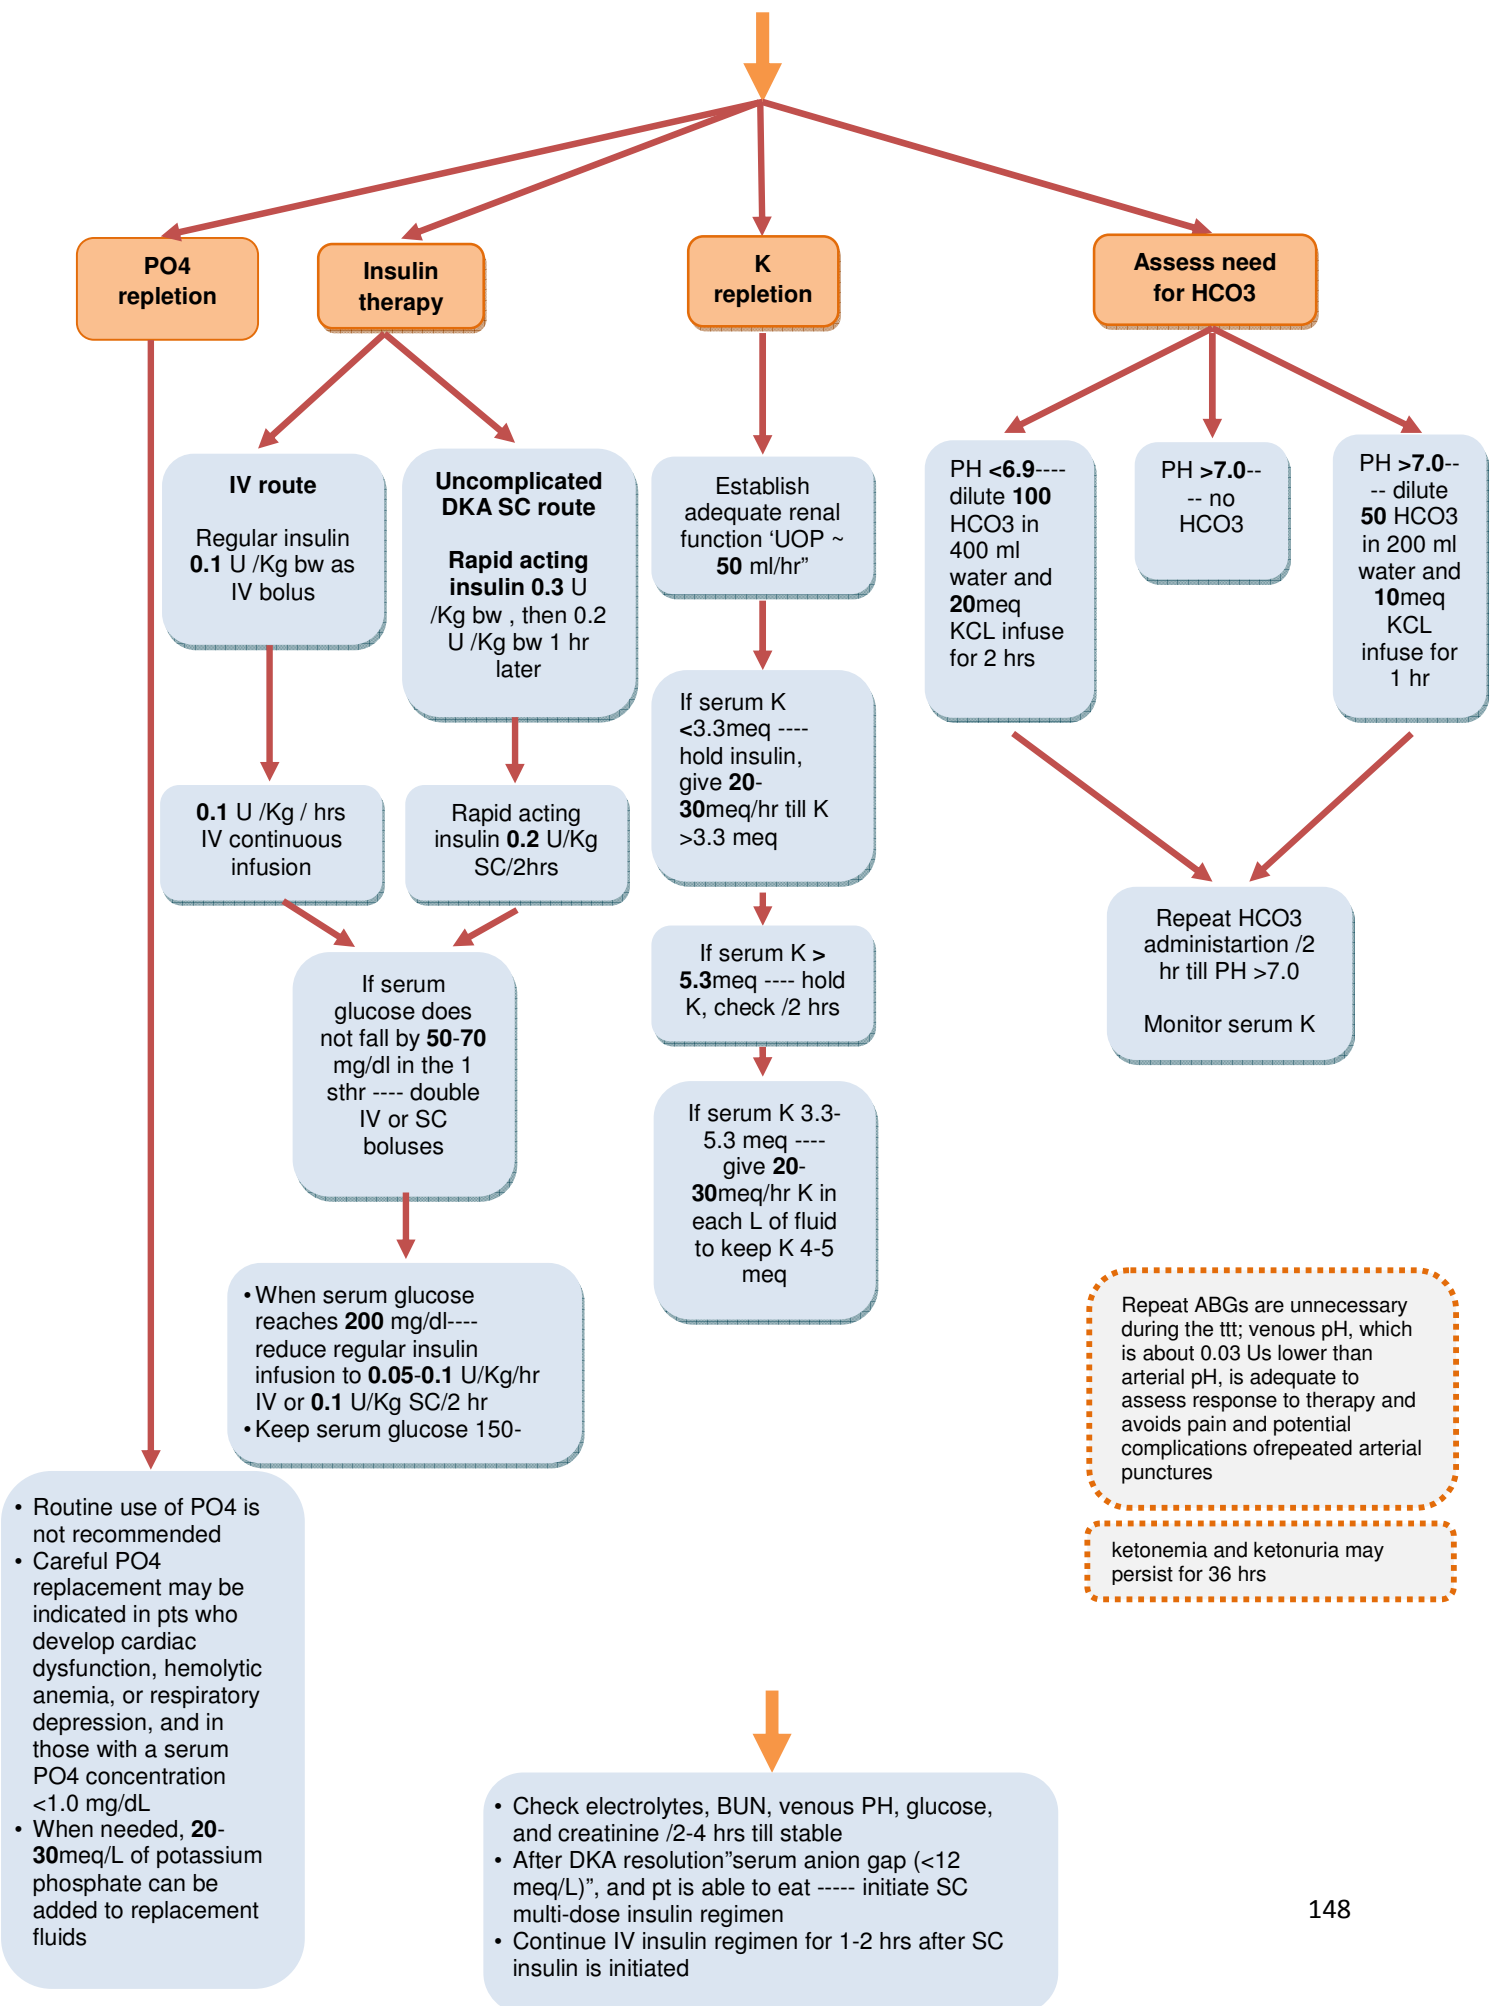 PO4
repletion
Insulin
therapy
K
repletion
Assess need
for HCO3
IV route
Regular insulin
0.1 U /Kg bw as
IV bolus
Uncomplicated
DKA SC route
Rapid acting
insulin 0.3 U
/Kg bw , then 0.2
U /Kg bw 1 hr
later
Establish
adequate renal
function ‘UOP ~
50 ml/hr”
PH <6.9----
dilute 100
HCO3 in
400 ml
water and
20meq
KCL infuse
for 2 hrs
PH >7.0--
-- no
HCO3
PH >7.0--
-- dilute
50 HCO3
in 200 ml
water and
10meq
KCL
infuse for
1 hr
0.1 U /Kg / hrs
IV continuous
infusion
Rapid acting
insulin 0.2 U/Kg
SC/2hrs
If serum K
<3.3meq ----
hold insulin,
give 20-
30meq/hr till K
>3.3 meq
If serum K >
5.3meq ---- hold
K, check /2 hrs
If serum K 3.3-
5.3 meq ----
give 20-
30meq/hr K in
each L of fluid
to keep K 4-5
meq
Repeat HCO3
administartion /2
hr till PH >7.0
Monitor serum K
If serum
glucose does
not fall by 50-70
mg/dl in the 1
sthr ---- double
IV or SC
boluses
• When serum glucose
reaches 200 mg/dl----
reduce regular insulin
infusion to 0.05-0.1 U/Kg/hr
IV or 0.1 U/Kg SC/2 hr
• Keep serum glucose 150-
Repeat ABGs are unnecessary
during the ttt; venous pH, which
is about 0.03 Us lower than
arterial pH, is adequate to
assess response to therapy and
avoids pain and potential
complications ofrepeated arterial
punctures
ketonemia and ketonuria may
persist for 36 hrs
• Routine use of PO4 is
not recommended
• Careful PO4
replacement may be
indicated in pts who
develop cardiac
dysfunction, hemolytic
anemia, or respiratory
depression, and in
those with a serum
PO4 concentration
<1.0 mg/dL
• When needed, 20-
30meq/L of potassium
phosphate can be
added to replacement
fluids
• Check electrolytes, BUN, venous PH, glucose,
and creatinine /2-4 hrs till stable
• After DKA resolution”serum anion gap (<12
meq/L)”, and pt is able to eat ----- initiate SC
multi-dose insulin regimen
• Continue IV insulin regimen for 1-2 hrs after SC
insulin is initiated
148